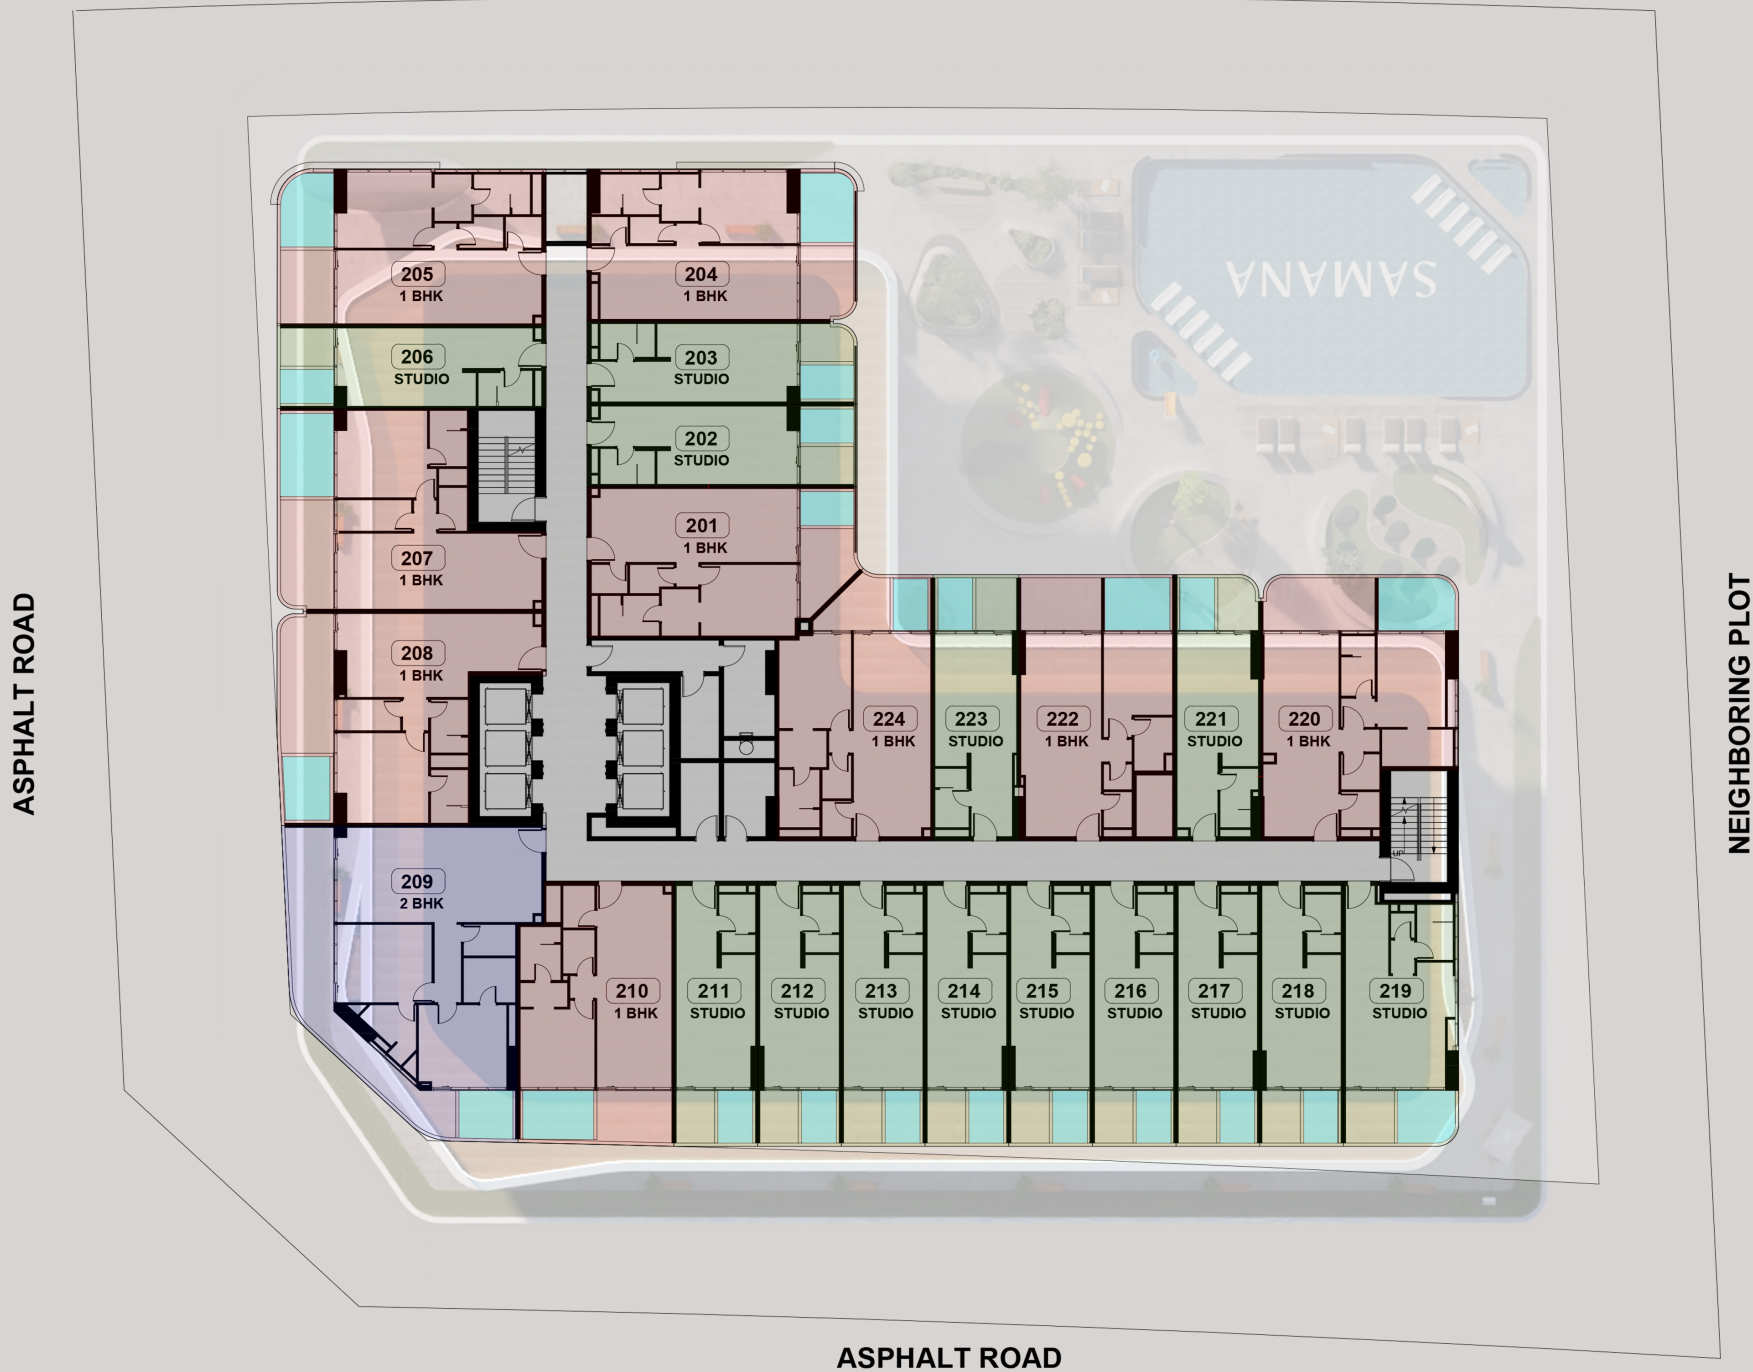 SAMANA
205
1 BHK
204
1 BHK
206
STUDIO
203
STUDIO
202
STUDIO
201
1 BHK
207
1 BHK
208
1 BHK
224
1 BHK
223
STUDIO
222
1 BHK
221
STUDIO
220
1 BHK
UP
209
2 BHK
210
1 BHK
211
STUDIO
212
STUDIO
213
STUDIO
214
STUDIO
215
STUDIO
216
STUDIO
217
STUDIO
218
STUDIO
219
STUDIO
ASPHALT ROAD
NEIGHBORING PLOT
ASPHALT ROAD